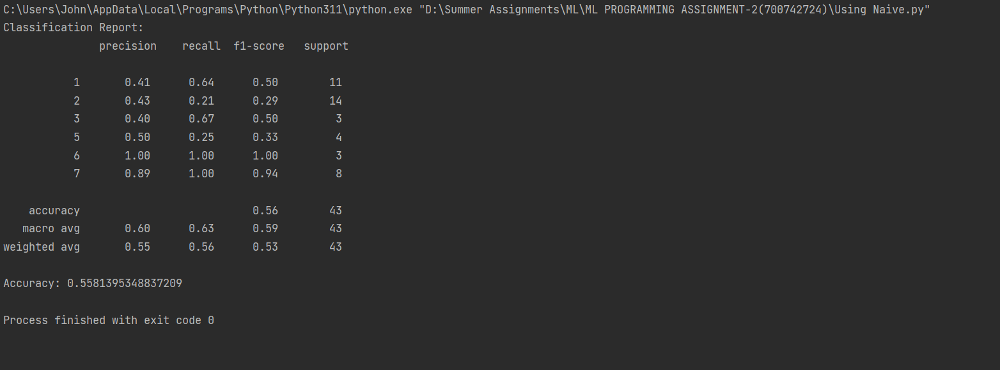 C:\Users\John\AppData\Local\Programs\Python\Python311\python.exe "D:\Summer Assignments\ML\ML PROGRAMMING ASSIGNMENT-2(700742724)\Using Naive.py"
Classification Report:
              precision    recall  f1-score   support

           1       0.41      0.64      0.50        11
           2       0.43      0.21      0.29        14
           3       0.40      0.67      0.50         3
           5       0.50      0.25      0.33         4
           6       1.00      1.00      1.00         3
           7       0.89      1.00      0.94         8

    accuracy                           0.56        43
   macro avg       0.60      0.63      0.59        43
weighted avg       0.55      0.56      0.53        43

Accuracy: 0.5581395348837209

Process finished with exit code 0